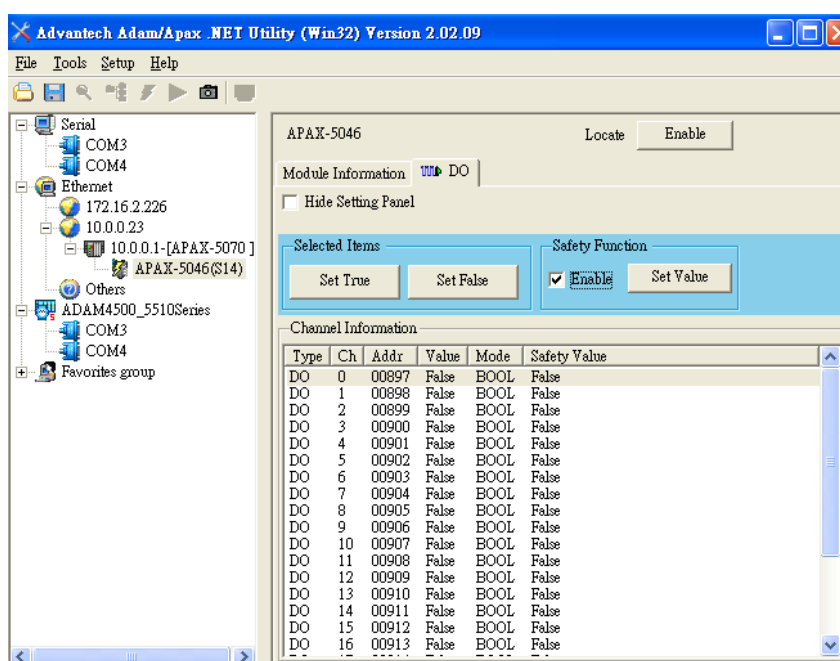 Advantech Adam/Apax .NET Utility (Win32) Version 2.02.09
File Tools Setup Help
Serial
COM3
COM4
Ethernet
172.16.2.226
10.0.0.23
10.0.0.1-[APAX-5070 ]
APAX-5046(S14)
Others
ADAM4500_5510Series
COM3
COM4
Favorites group
APAX-5046
Locate Enable
Module Information DO
Hide Setting Panel
Selected Items
Set True Set False
Safety Function
Enable Set Value
Channel Information
Type Ch Addr Value Mode Safety Value
DO 0 00897 False BOOL False
DO 1 00898 False BOOL False
DO 2 00899 False BOOL False
DO 3 00900 False BOOL False
DO 4 00901 False BOOL False
DO 5 00902 False BOOL False
DO 6 00903 False BOOL False
DO 7 00904 False BOOL False
DO 8 00905 False BOOL False
DO 9 00906 False BOOL False
DO 10 00907 False BOOL False
DO 11 00908 False BOOL False
DO 12 00909 False BOOL False
DO 13 00910 False BOOL False
DO 14 00911 False BOOL False
DO 15 00912 False BOOL False
DO 16 00913 False BOOL False